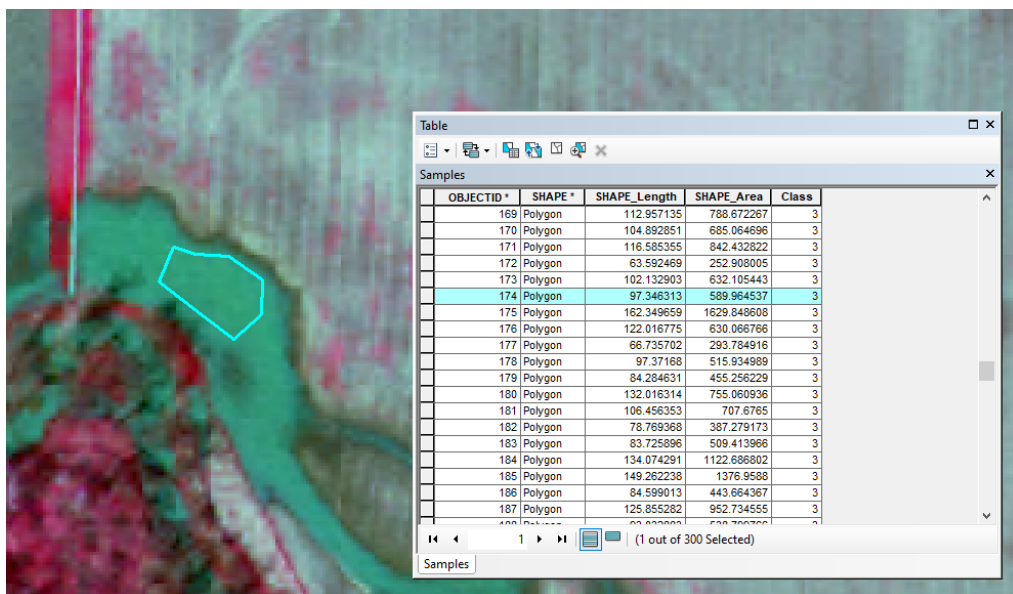 Table
Samples
OBJECTID * SHAPE * SHAPE_Length SHAPE_Area Class
169 Polygon 112.957135 788.672267 3
170 Polygon 104.892851 685.064696 3
171 Polygon 116.585355 842.432822 3
172 Polygon 63.592469 252.908005 3
173 Polygon 102.132903 632.105443 3
174 Polygon 97.346313 589.964537 3
175 Polygon 162.349659 1629.848608 3
176 Polygon 122.016775 630.066766 3
177 Polygon 66.735702 293.784916 3
178 Polygon 97.37168 515.934989 3
179 Polygon 84.284631 455.256229 3
180 Polygon 132.016314 755.060936 3
181 Polygon 106.456353 707.6765 3
182 Polygon 78.769368 387.279173 3
183 Polygon 83.725896 509.413966 3
184 Polygon 134.074291 1122.686802 3
185 Polygon 149.262238 1376.9588 3
186 Polygon 84.599013 443.664367 3
187 Polygon 125.855282 952.734555 3
1 (1 out of 300 Selected)
Samples